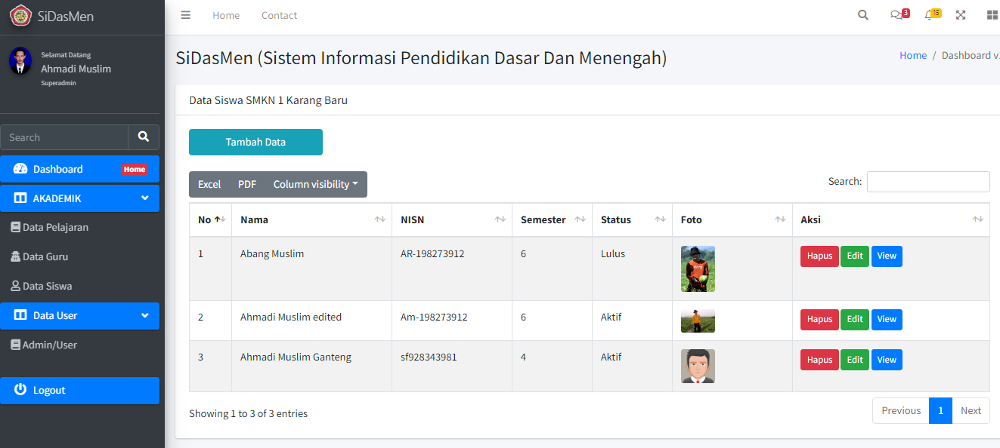 SiDasMen
Home
Contact
3
15
Selamat Datang
Ahmadi Muslim
Superadmin
Search
Dashboard
Home
AKADEMIK
Data Pelajaran
Data Guru
Data Siswa
Data User
Admin/User
Logout
SiDasMen (Sistem Informasi Pendidikan Dasar Dan Menengah)
Home / Dashboard v
Data Siswa SMKN 1 Karang Baru
Tambah Data
Excel PDF Column visibility
Search:
No Nama NISN Semester Status Foto Aksi
1 Abang Muslim AR-198273912 6 Lulus Hapus Edit View
2 Ahmadi Muslim edited Am-198273912 6 Aktif Hapus Edit View
3 Ahmadi Muslim Ganteng sf928343981 4 Aktif Hapus Edit View
Showing 1 to 3 of 3 entries
Previous 1 Next